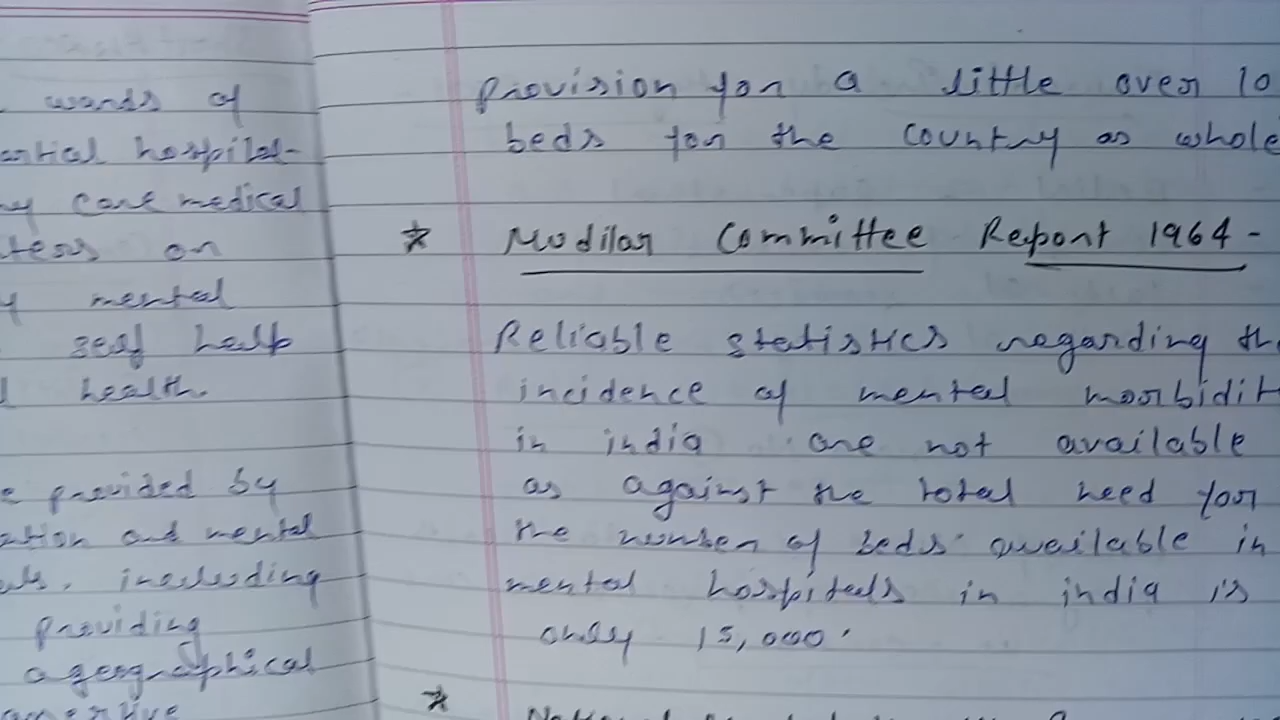 wards of
hospital-
care medical
on
mental
self help
health.
provided by
and mental
including
providing
a geographical
provision for a little over 10
beds for the country as whole
* Modilar Committee Report 1964 -
Reliable statistics regarding th
incidence of mental morbidit
in india are not available
as against the total need for
the number of beds available in
mental hospitals in india is
only 15,000.
*